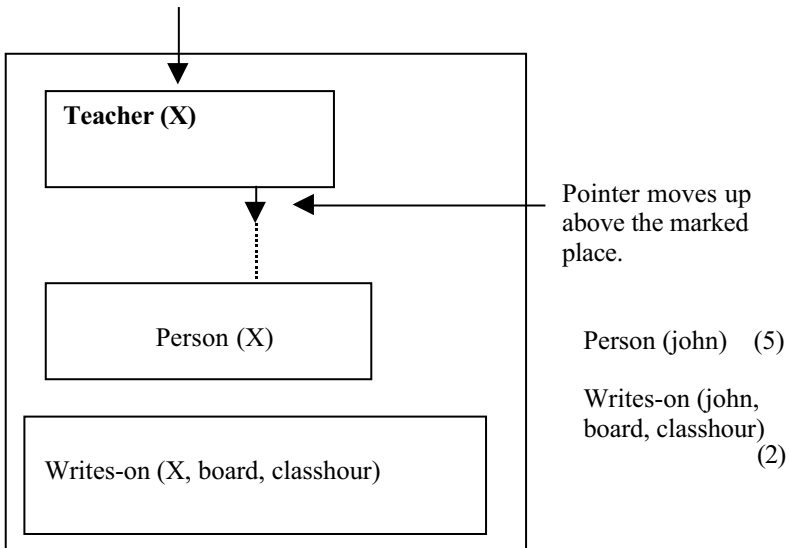 Teacher (X)
Pointer moves up
above the marked
place.
Person (X)
Person (john) (5)
Writes-on (john,
board, classhour)
(2)
Writes-on (X, board, classhour)